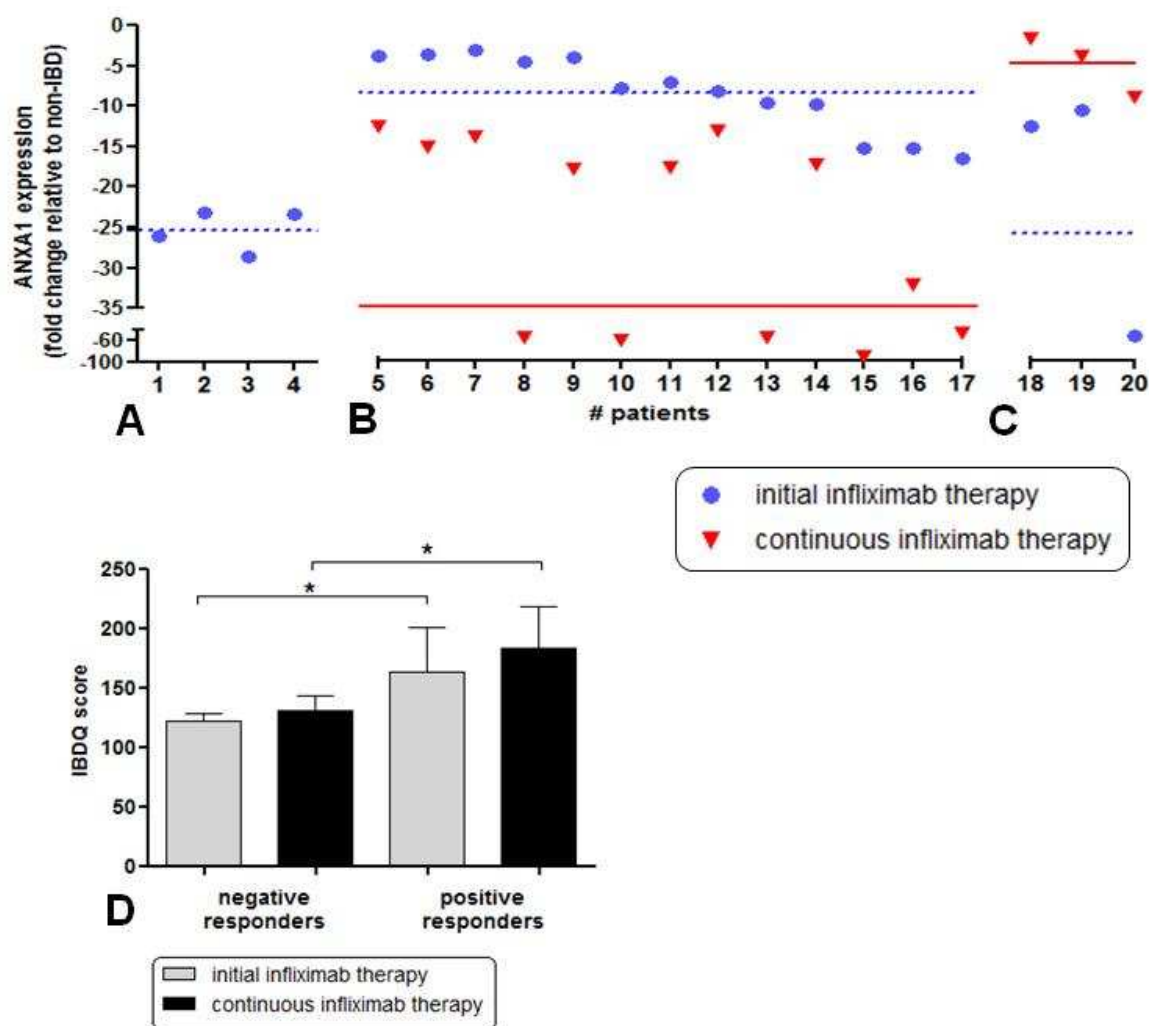 ANXA1 expression
(fold change relative to non-IBD)
0
-5
-10
-15
-20
-25
-30
-35
-60
-100
1 2 3 4
5 6 7 8 9 10 11 12 13 14 15 16 17
18 19 20
A
B
# patients
C
initial infliximab therapy
continuous infliximab therapy
IBDQ score
250
200
150
100
50
0
*
*
negative
responders
positive
responders
D
initial infliximab therapy
continuous infliximab therapy